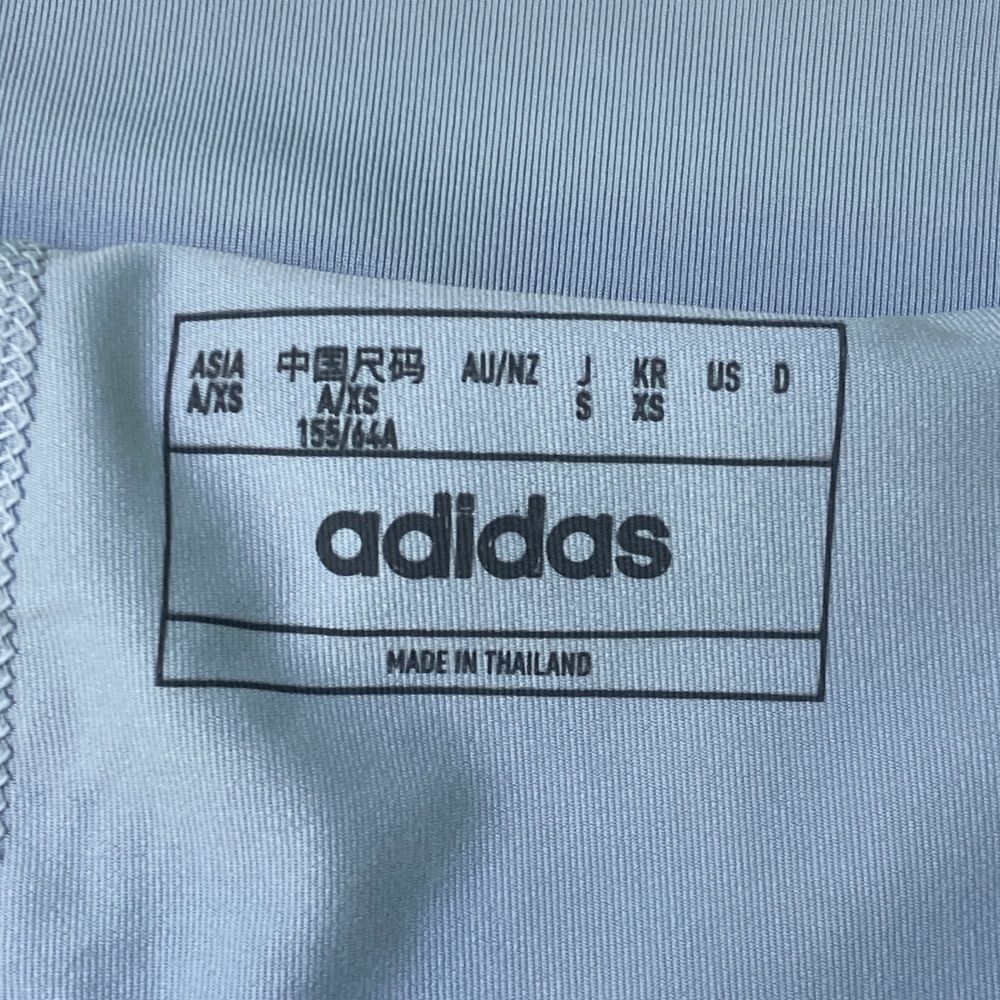 ASIA 中国尺码 AU/NZ J KR US D
A/XS A/XS S XS
155/64A
adidas
MADE IN THAILAND